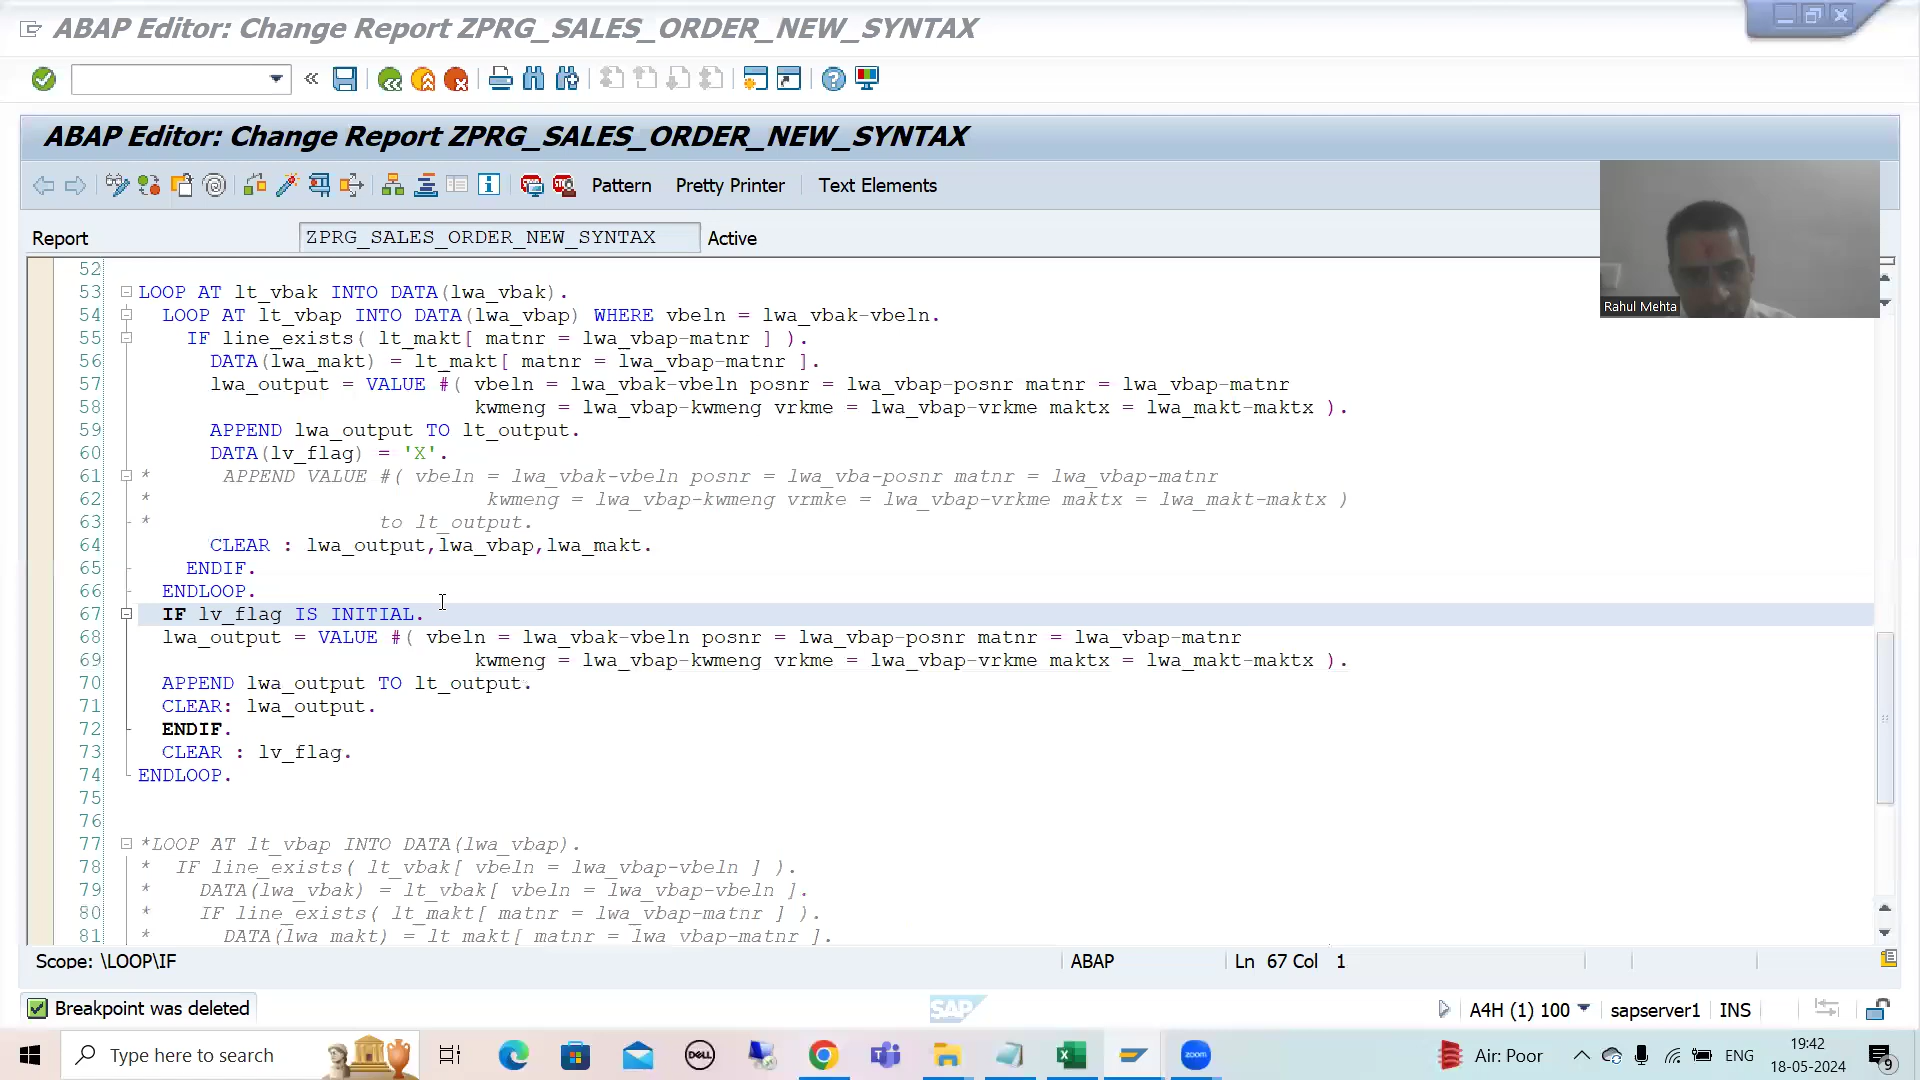 ABAP Editor: Change Report ZPRG_SALES_ORDER_NEW_SYNTAX
ABAP Editor: Change Report ZPRG_SALES_ORDER_NEW_SYNTAX
Pattern Pretty Printer Text Elements
Report ZPRG_SALES_ORDER_NEW_SYNTAX Active
Rahul Mehta
52
53 LOOP AT lt_vbak INTO DATA(lwa_vbak).
54 LOOP AT lt_vbap INTO DATA(lwa_vbap) WHERE vbeln = lwa_vbak-vbeln.
55 IF line_exists( lt_makt[ matnr = lwa_vbap-matnr ] ).
56 DATA(lwa_makt) = lt_makt[ matnr = lwa_vbap-matnr ].
57 lwa_output = VALUE #( vbeln = lwa_vbak-vbeln posnr = lwa_vbap-posnr matnr = lwa_vbap-matnr
58 kwmeng = lwa_vbap-kwmeng vrkme = lwa_vbap-vrkme maktx = lwa_makt-maktx ).
59 APPEND lwa_output TO lt_output.
60 DATA(lv_flag) = 'X'.
61 * APPEND VALUE #( vbeln = lwa_vbak-vbeln posnr = lwa_vba-posnr matnr = lwa_vbap-matnr
62 * kwmeng = lwa_vbap-kwmeng vrmke = lwa_vbap-vrkme maktx = lwa_makt-maktx )
63 * to lt_output.
64 CLEAR : lwa_output,lwa_vbap,lwa_makt.
65 ENDIF.
66 ENDLOOP.
67 IF lv_flag IS INITIAL.
68 lwa_output = VALUE #( vbeln = lwa_vbak-vbeln posnr = lwa_vbap-posnr matnr = lwa_vbap-matnr
69 kwmeng = lwa_vbap-kwmeng vrkme = lwa_vbap-vrkme maktx = lwa_makt-maktx ).
70 APPEND lwa_output TO lt_output.
71 CLEAR: lwa_output.
72 ENDIF.
73 CLEAR : lv_flag.
74 ENDLOOP.
75
76
77 *LOOP AT lt_vbap INTO DATA(lwa_vbap).
78 * IF line_exists( lt_vbak[ vbeln = lwa_vbap-vbeln ] ).
79 * DATA(lwa_vbak) = lt_vbak[ vbeln = lwa_vbap-vbeln ].
80 * IF line_exists( lt_makt[ matnr = lwa_vbap-matnr ] ).
81 * DATA(lwa_makt) = lt_makt[ matnr = lwa_vbap-matnr ].
Scope: \LOOP\IF ABAP Ln 67 Col 1
Breakpoint was deleted SAP A4H (1) 100 sapserver1 INS
Type here to search DELL zoom Air: Poor ENG 19:42
18-05-2024 9